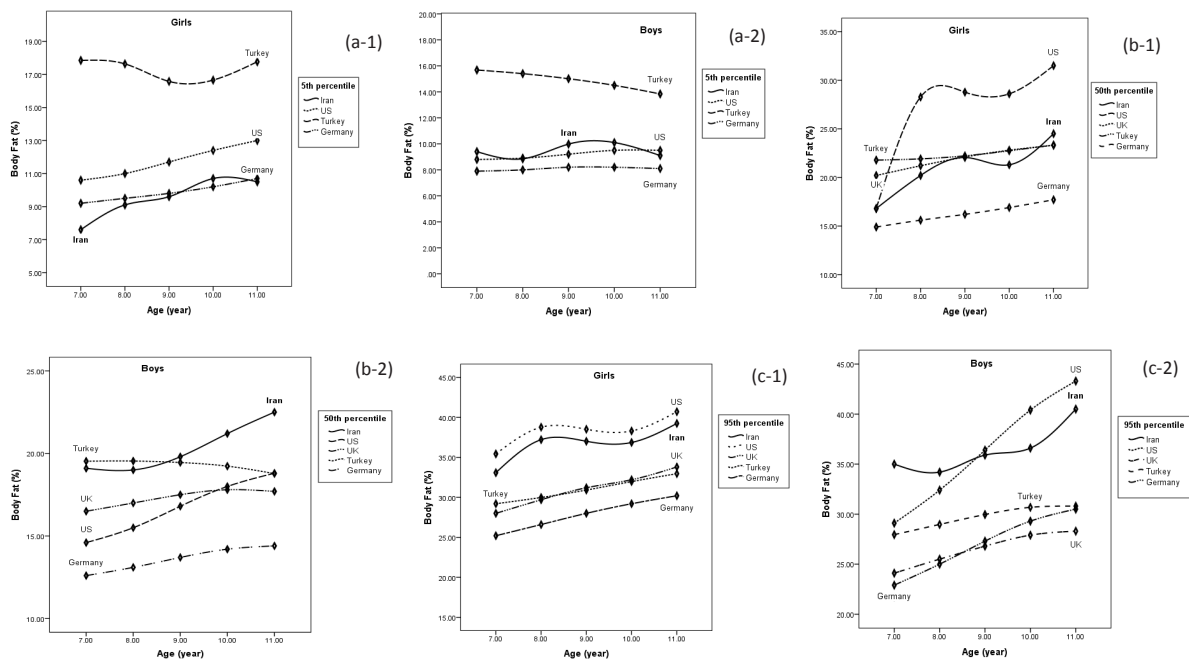 Girls
(a-1)
19.00
17.00
15.00
13.00
11.00
9.00
7.00
5.00
Body Fat (%)
7.00 8.00 9.00 10.00 11.00
Age (year)
Turkey
US
Germany
Iran
5th percentile
Iran
US
Turkey
Germany
Boys
(a-2)
20.00
18.00
16.00
14.00
12.00
10.00
8.00
6.00
4.00
2.00
.00
Body Fat (%)
7.00 8.00 9.00 10.00 11.00
Age (year)
Turkey
Iran
US
Germany
5th percentile
Iran
US
Turkey
Germany
Girls
(b-1)
35.00
30.00
25.00
20.00
15.00
10.00
Body Fat (%)
7.00 8.00 9.00 10.00 11.00
Age (year)
US
Iran
Turkey
UK
Germany
50th percentile
Iran
US
UK
Tukey
Germany
Boys
(b-2)
25.00
20.00
15.00
10.00
Body Fat (%)
7.00 8.00 9.00 10.00 11.00
Age (year)
Iran
Turkey
UK
US
Germany
50th percentile
Iran
US
UK
Turkey
Germany
Girls
(c-1)
45.00
40.00
35.00
30.00
25.00
20.00
15.00
Body Fat (%)
7.00 8.00 9.00 10.00 11.00
Age (year)
US
Iran
Turkey
Germany
95th percentile
Iran
US
UK
Turkey
Germany
Boys
(c-2)
45.00
40.00
35.00
30.00
25.00
20.00
Body Fat (%)
7.00 8.00 9.00 10.00 11.00
Age (year)
US
Iran
Turkey
UK
Germany
95th percentile
Iran
US
UK
Turkey
Germany